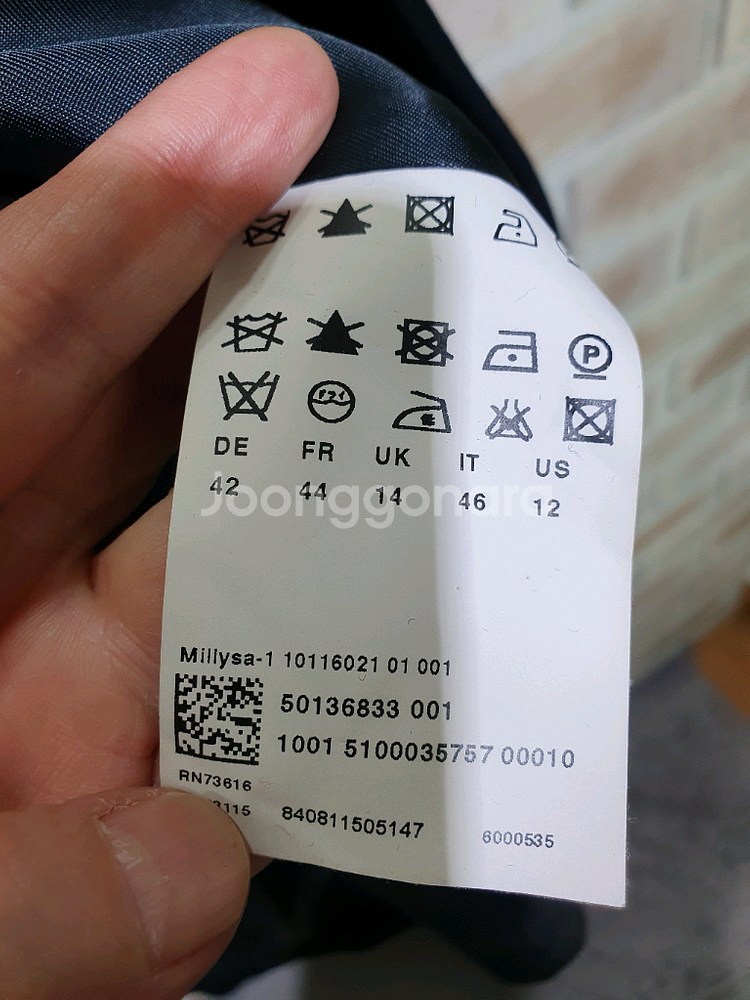 P
DE FR UK IT US
42 44 14 46 12
Joonggonara
Millysa-1 10116021 01 001
50136833 001
1001 5100035757 00010
RN73616
115 840811505147 6000535